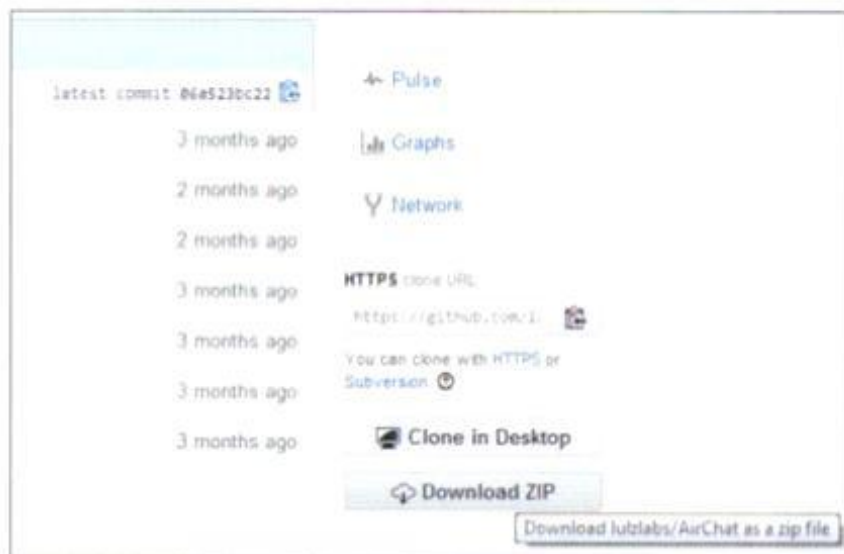 latest commit 06a523bc22
3 months ago
2 months ago
2 months ago
3 months ago
3 months ago
3 months ago
3 months ago
Pulse
Graphs
Network
HTTPS clone URL
https://github.com/l
You can clone with HTTPS or
Subversion
Clone in Desktop
Download ZIP
Download lulzlabs/AirChat as a zip file